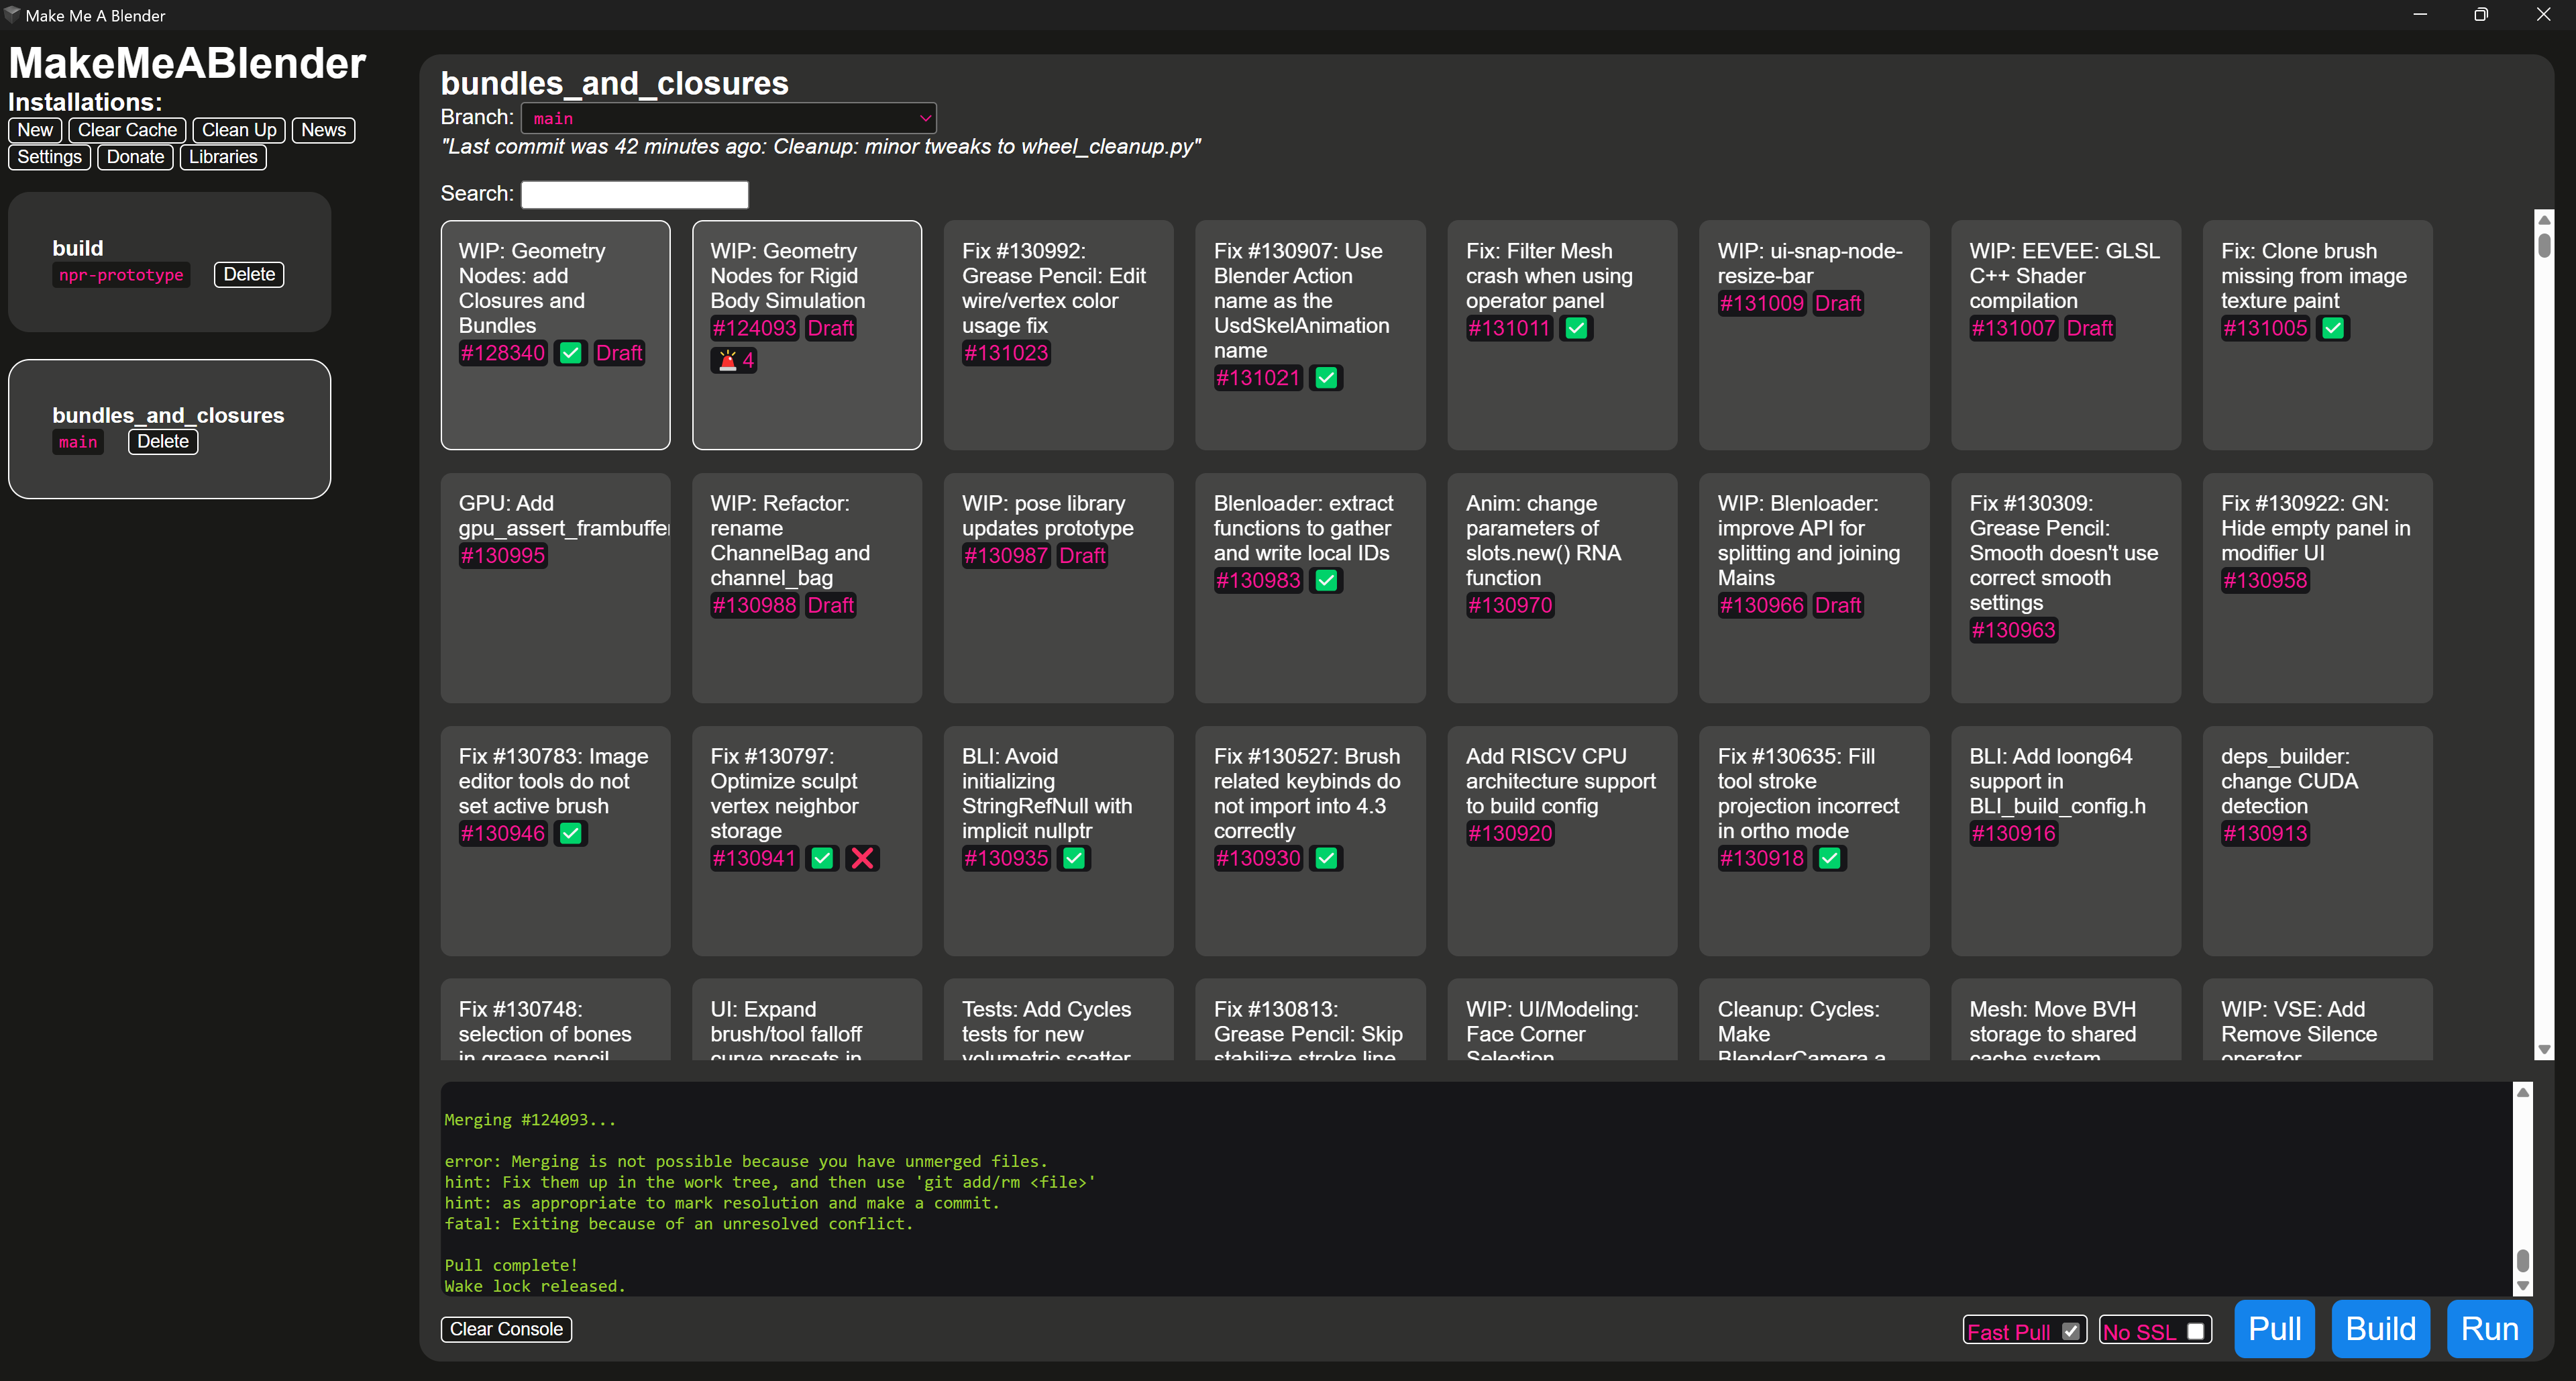 Make Me A Blender
MakeMeABlender
Installations:
New Clear Cache Clean Up News
Settings Donate Libraries
build
npr-prototype Delete
bundles_and_closures
main Delete
bundles_and_closures
Branch: main
"Last commit was 42 minutes ago: Cleanup: minor tweaks to wheel_cleanup.py"
Search:
WIP: Geometry
Nodes: add
Closures and
Bundles
#128340 ✅ Draft
WIP: Geometry
Nodes for Rigid
Body Simulation
#124093 Draft
🚨 4
Fix #130992:
Grease Pencil: Edit
wire/vertex color
usage fix
#131023
Fix #130907: Use
Blender Action
name as the
UsdSkelAnimation
name
#131021 ✅
Fix: Filter Mesh
crash when using
operator panel
#131011 ✅
WIP: ui-snap-node-
resize-bar
#131009 Draft
WIP: EEVEE: GLSL
C++ Shader
compilation
#131007 Draft
Fix: Clone brush
missing from image
texture paint
#131005 ✅
GPU: Add
gpu_assert_frambuffer
#130995
WIP: Refactor:
rename
ChannelBag and
channel_bag
#130988 Draft
WIP: pose library
updates prototype
#130987 Draft
Blenloader: extract
functions to gather
and write local IDs
#130983 ✅
Anim: change
parameters of
slots.new() RNA
function
#130970
WIP: Blenloader:
improve API for
splitting and joining
Mains
#130966 Draft
Fix #130309:
Grease Pencil:
Smooth doesn't use
correct smooth
settings
#130963
Fix #130922: GN:
Hide empty panel in
modifier UI
#130958
Fix #130783: Image
editor tools do not
set active brush
#130946 ✅
Fix #130797:
Optimize sculpt
vertex neighbor
storage
#130941 ✅ ❌
BLI: Avoid
initializing
StringRefNull with
implicit nullptr
#130935 ✅
Fix #130527: Brush
related keybinds do
not import into 4.3
correctly
#130930 ✅
Add RISCV CPU
architecture support
to build config
#130920
Fix #130635: Fill
tool stroke
projection incorrect
in ortho mode
#130918 ✅
BLI: Add loong64
support in
BLI_build_config.h
#130916
deps_builder:
change CUDA
detection
#130913
Fix #130748:
selection of bones
in grease pencil
UI: Expand
brush/tool falloff
curve presets in
Tests: Add Cycles
tests for new
volumetric scatter
Fix #130813:
Grease Pencil: Skip
stabilize stroke line
WIP: UI/Modeling:
Face Corner
Selection
Cleanup: Cycles:
Make
BlenderCamera a
Mesh: Move BVH
storage to shared
cache system
WIP: VSE: Add
Remove Silence
operator
Merging #124093...
error: Merging is not possible because you have unmerged files.
hint: Fix them up in the work tree, and then use 'git add/rm <file>'
hint: as appropriate to mark resolution and make a commit.
fatal: Exiting because of an unresolved conflict.
Pull complete!
Wake lock released.
Clear Console Fast Pull No SSL Pull Build Run